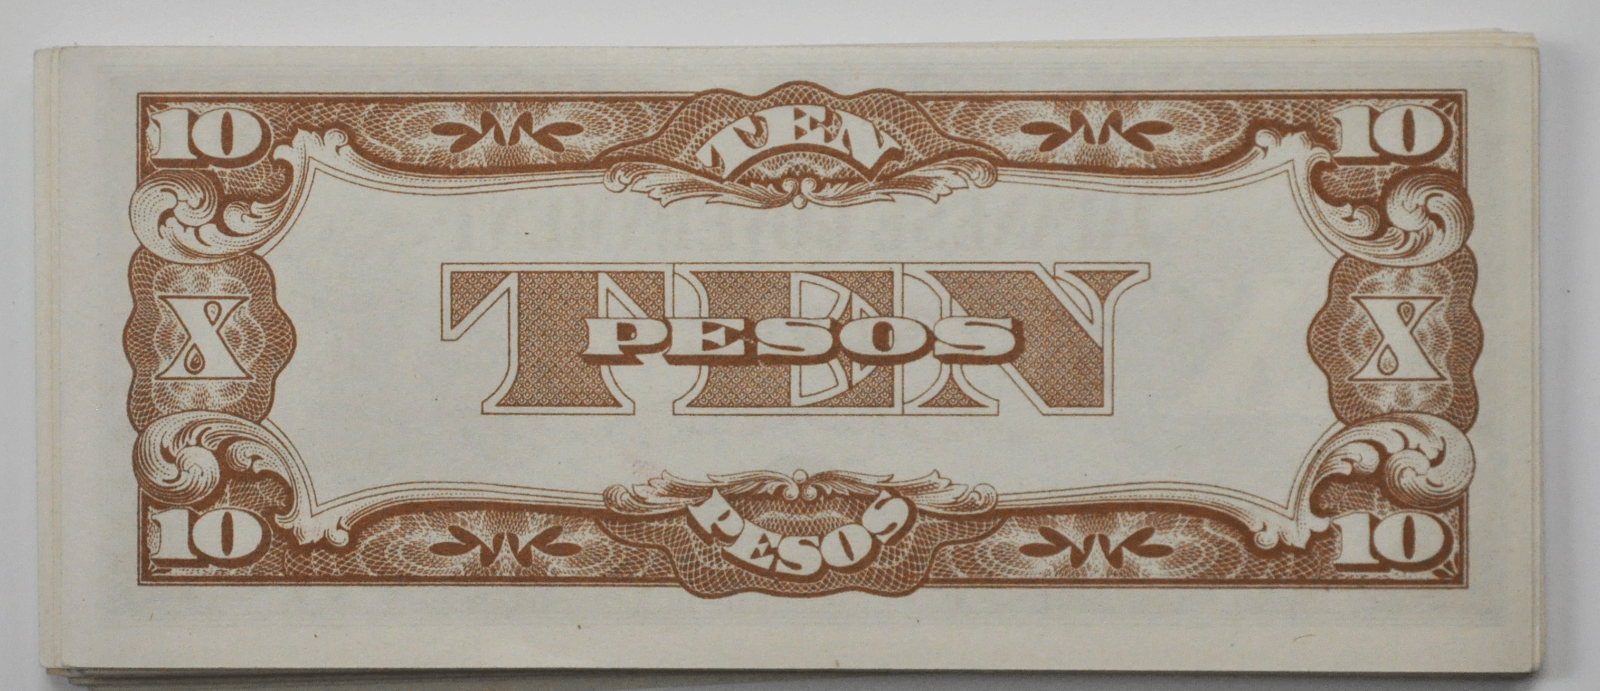 10 TEN 10
TEN
X PESOS X
PESOS
10 10